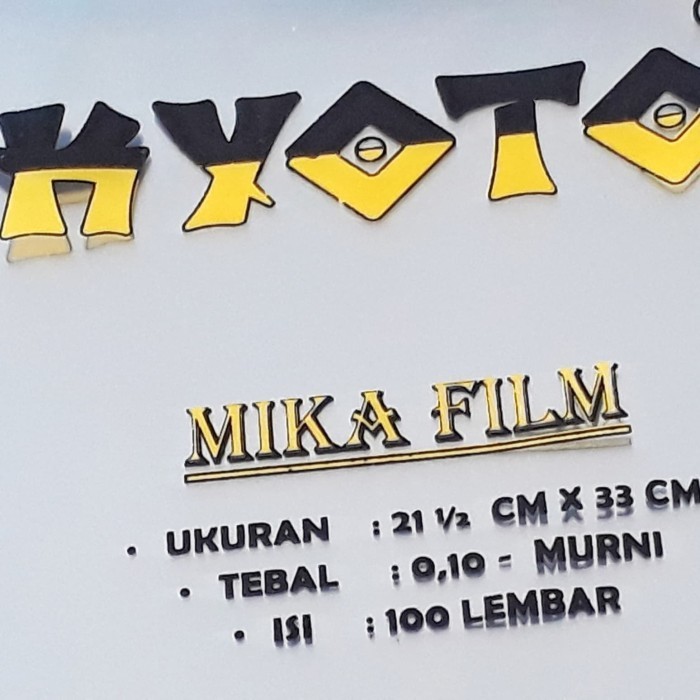 KYOTO
MIKA FILM
• UKURAN : 21 ½ CM X 33 CM
• TEBAL : 0,10 = MURNI
• ISI : 100 LEMBAR